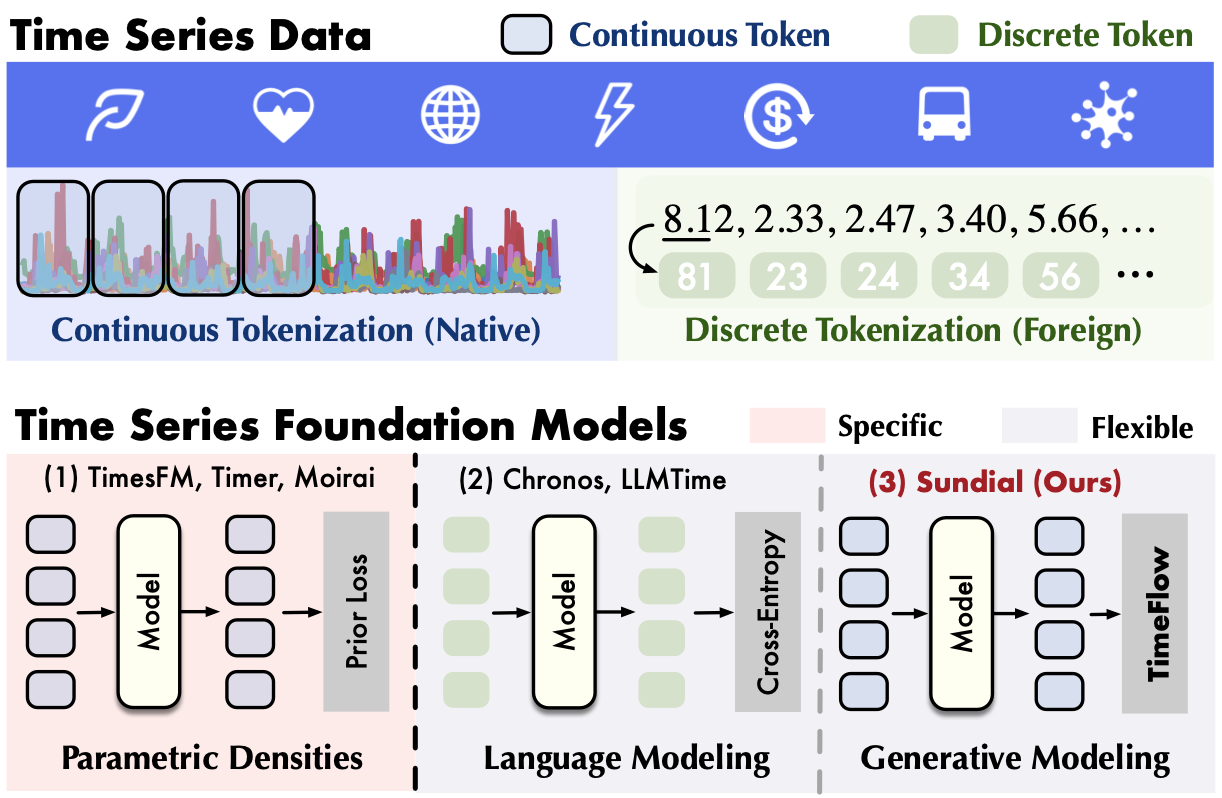 Time Series Data
Continuous Token
Discrete Token
8.12, 2.33, 2.47, 3.40, 5.66, ...
81 23 24 34 56 ...
Continuous Tokenization (Native)
Discrete Tokenization (Foreign)
Time Series Foundation Models
Specific
Flexible
(1) TimesFM, Timer, Moirai
Model
Prior Loss
Parametric Densities
(2) Chronos, LLMTime
Model
Cross-Entropy
Language Modeling
(3) Sundial (Ours)
Model
TimeFlow
Generative Modeling